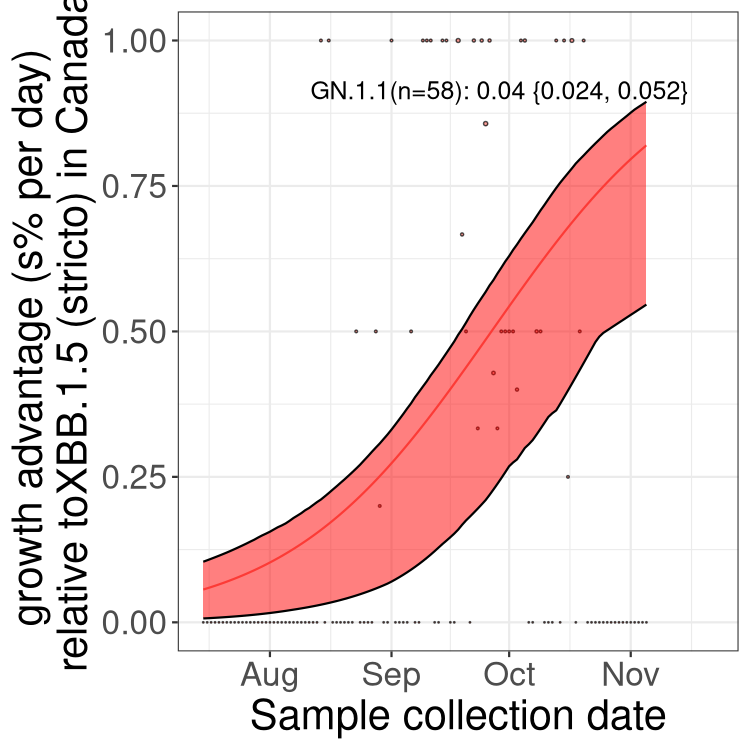 growth advantage (s% per day)
relative toXBB.1.5 (stricto) in Canada
1.00
0.75
0.50
0.25
0.00
GN.1.1(n=58): 0.04 {0.024, 0.052}
Aug Sep Oct Nov
Sample collection date